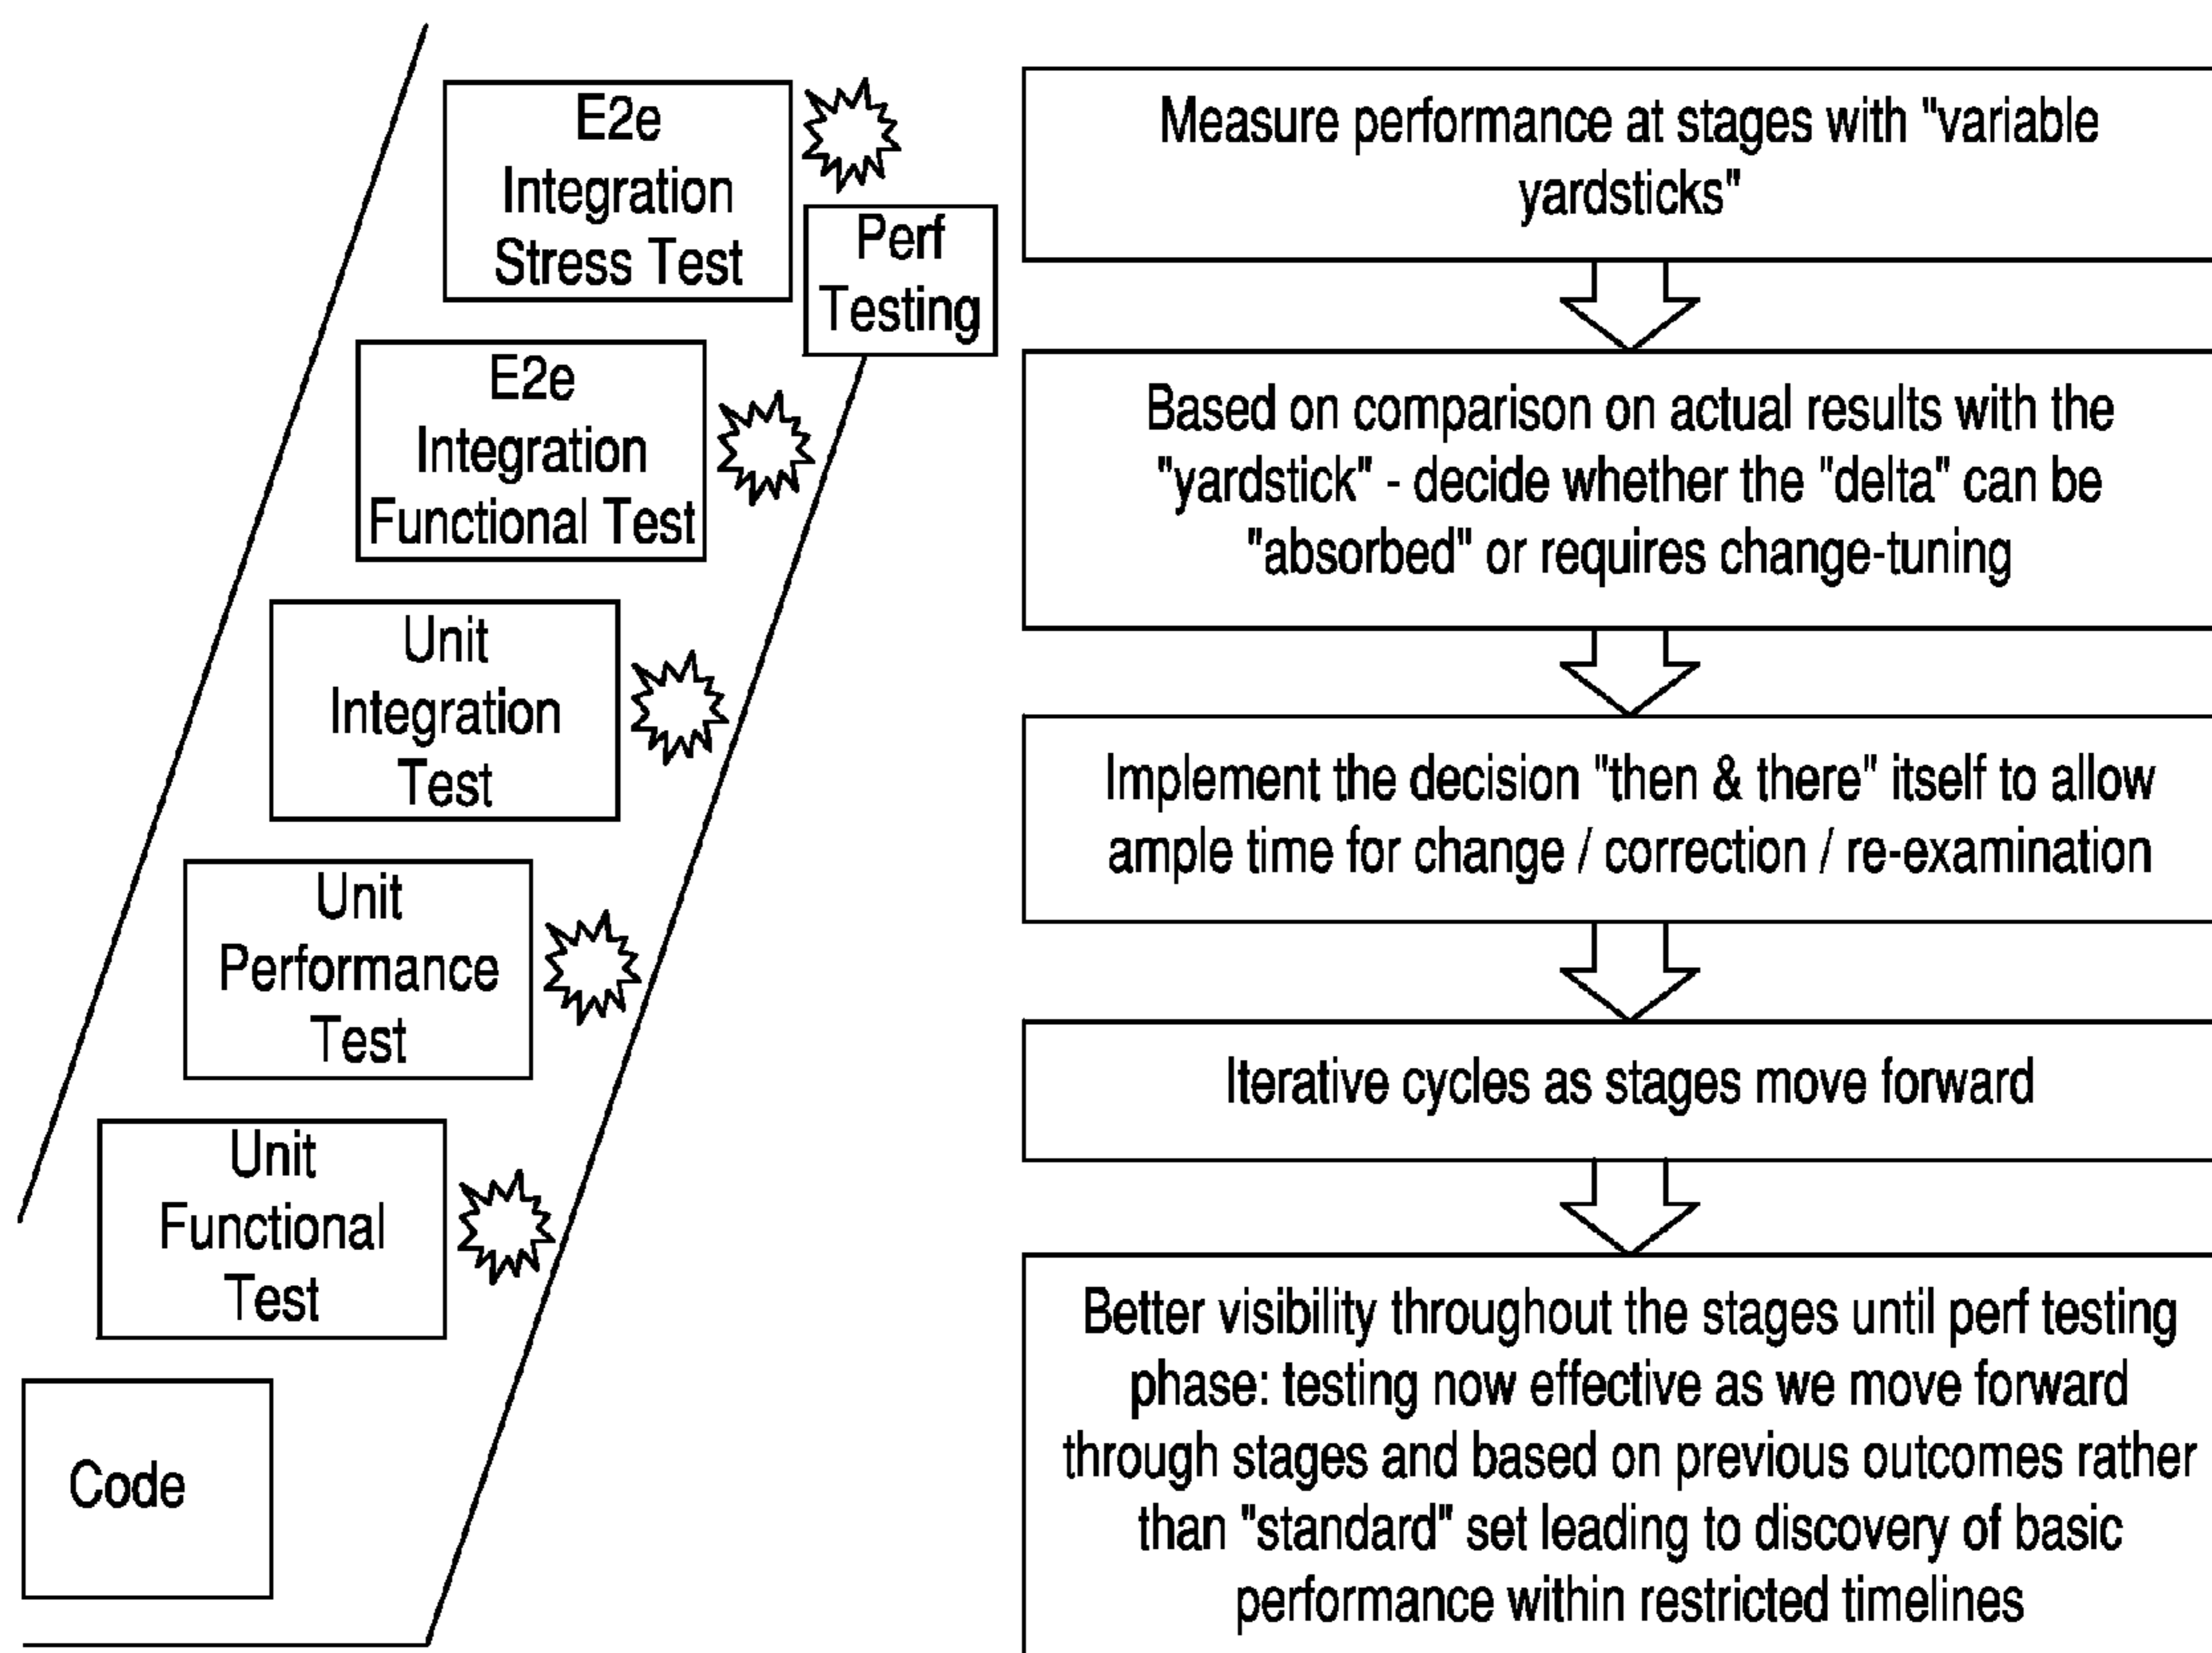 E2e
Integration
Stress Test
Perf
Testing
E2e
Integration
Functional Test
Unit
Integration
Test
Unit
Performance
Test
Unit
Functional
Test
Code
Measure performance at stages with "variable
yardsticks"
Based on comparison on actual results with the
"yardstick" - decide whether the "delta" can be
"absorbed" or requires change-tuning
Implement the decision "then & there" itself to allow
ample time for change / correction / re-examination
Iterative cycles as stages move forward
Better visibility throughout the stages until perf testing
phase: testing now effective as we move forward
through stages and based on previous outcomes rather
than "standard" set leading to discovery of basic
performance within restricted timelines